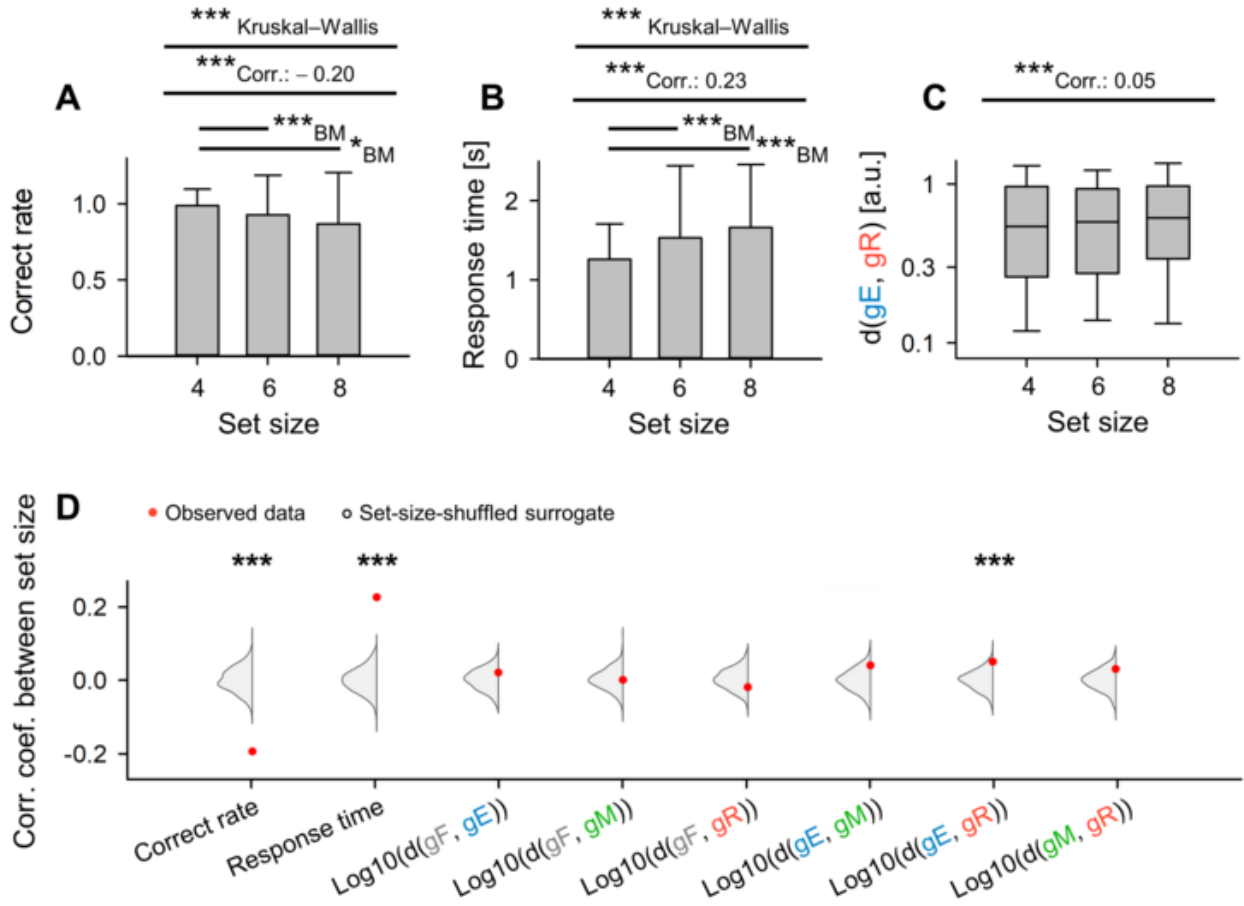 *** Kruskal–Wallis
***Corr.: – 0.20
A
***BM
*BM
Correct rate
1.0
0.5
0.0
4 6 8
Set size
*** Kruskal–Wallis
***Corr.: 0.23
B
***BM
***BM
Response time [s]
2
1
0
4 6 8
Set size
***Corr.: 0.05
C
d(gE, gR) [a.u.]
1
0.3
0.1
4 6 8
Set size
D
Observed data
Set-size-shuffled surrogate
*** *** ***
Corr. coef. between set size
0.2
0.0
-0.2
Correct rate
Response time
Log10(d(gF, gE))
Log10(d(gF, gM))
Log10(d(gF, gR))
Log10(d(gE, gM))
Log10(d(gE, gR))
Log10(d(gM, gR))